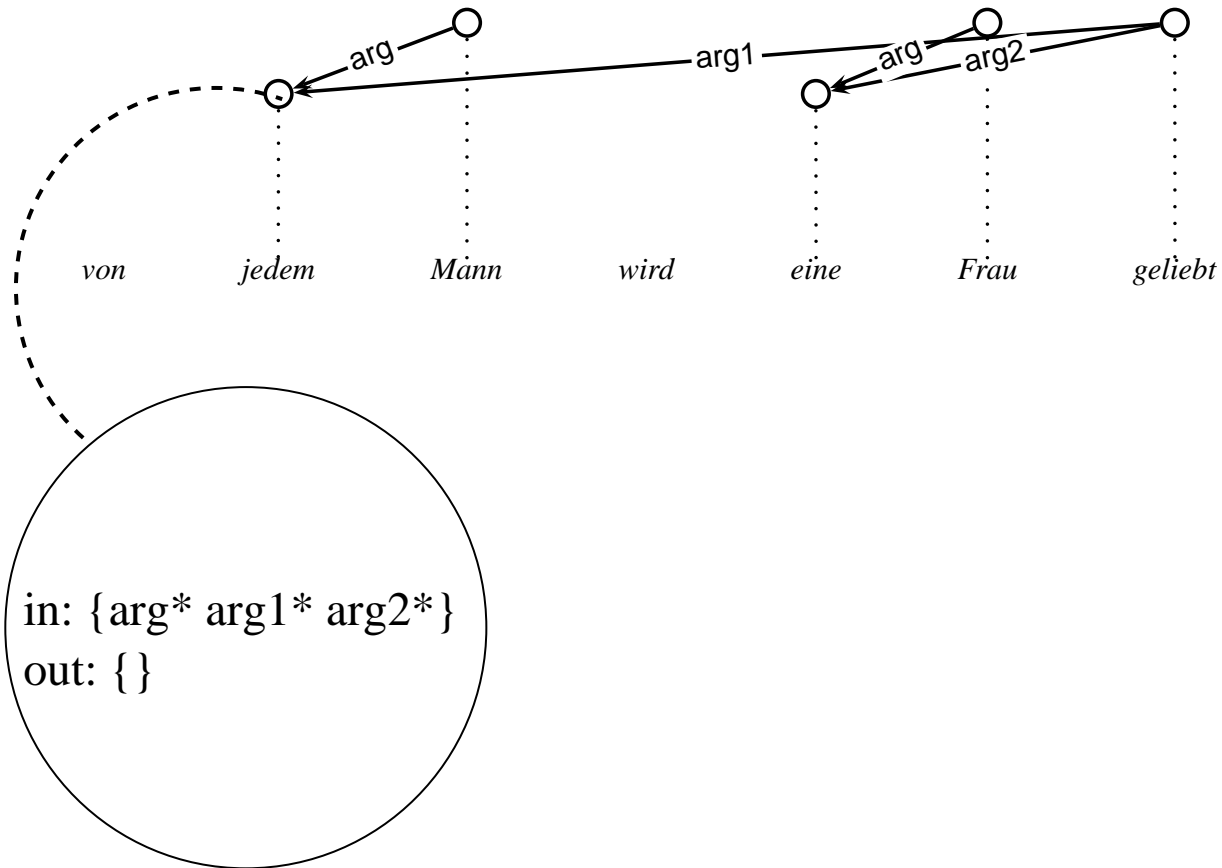 arg arg1 arg arg2
von jedem Mann wird eine Frau geliebt
in: {arg* arg1* arg2*}
out: {}